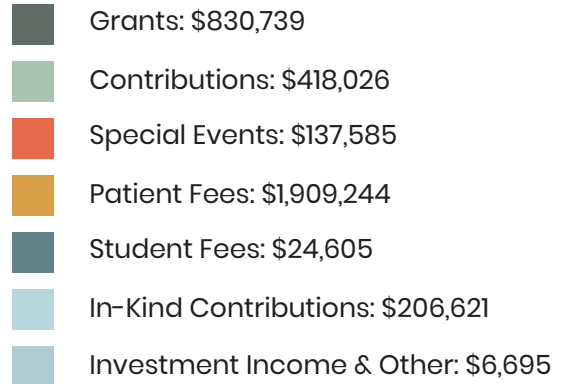 Grants: $830,739
Contributions: $418,026
Special Events: $137,585
Patient Fees: $1,909,244
Student Fees: $24,605
In-Kind Contributions: $206,621
Investment Income & Other: $6,695